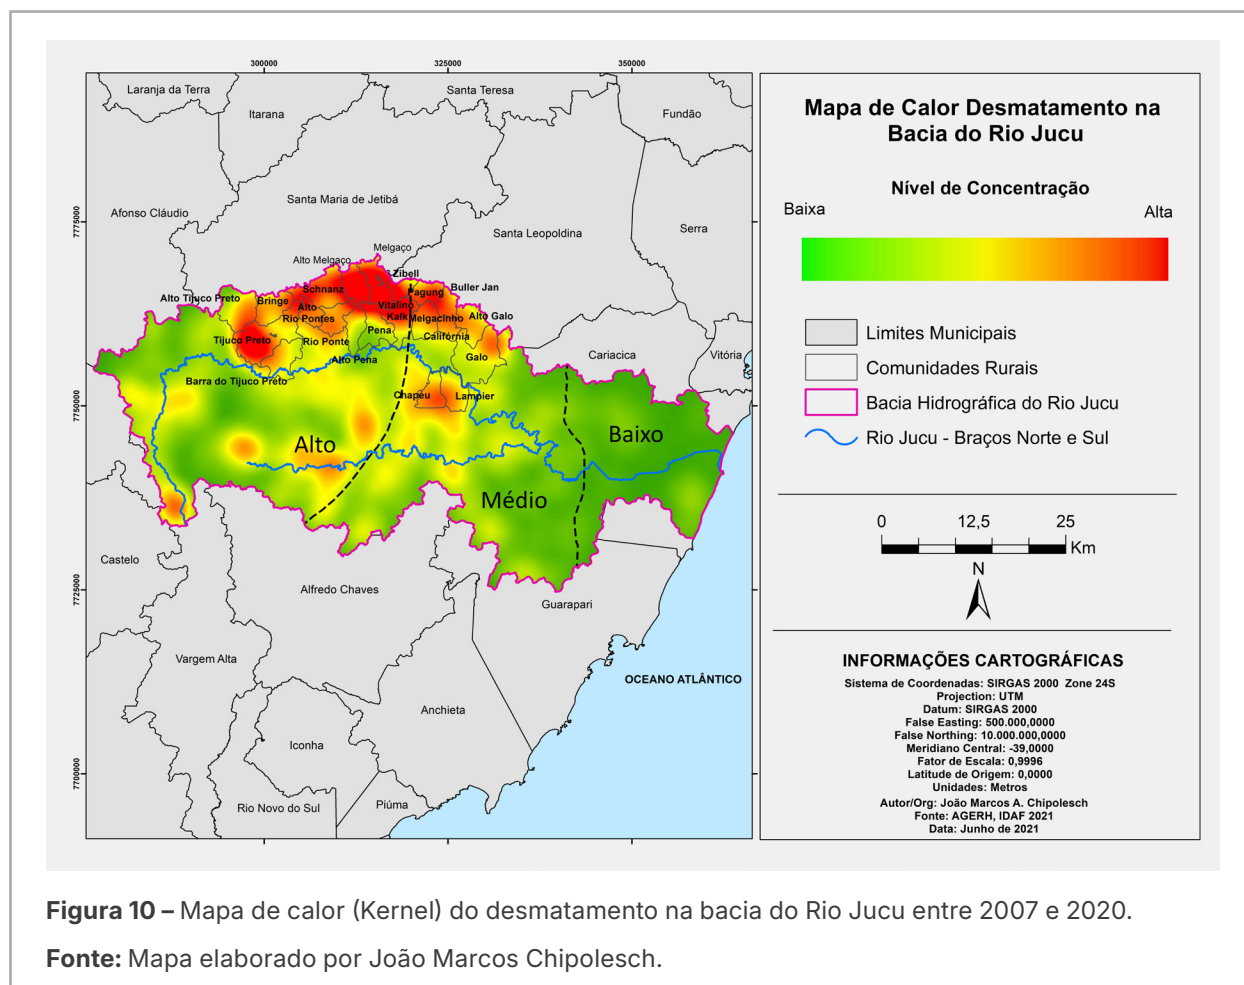 300000
325000
350000
7775000
7750000
7725000
7700000
Laranja da Terra
Itarana
Santa Teresa
Fundão
Afonso Cláudio
Santa Maria de Jetibá
Santa Leopoldina
Serra
Melgaço
Alto Melgaço
Zibell
Schnanz
Pagung
Buller Jan
Alto Tijuco Preto
Bringe
Alto
Rio Pontes
Vitalino
Kaik
Melgacinho
Alto Galo
Tijuco Preto
Rio Ponte
Pena
Califórnia
Alto Pena
Galo
Cariacica
Vitória
Barra do Tijuco Preto
Chapéu
Lampier
Alto
Médio
Baixo
Castelo
Alfredo Chaves
Guarapari
Vargem Alta
OCEANO ATLÂNTICO
Anchieta
Iconha
Rio Novo do Sul
Piúma
Mapa de Calor Desmatamento na
Bacia do Rio Jucu
Nível de Concentração
Baixa
Alta
Limites Municipais
Comunidades Rurais
Bacia Hidrográfica do Rio Jucu
Rio Jucu - Braços Norte e Sul
0 12,5 25
Km
N
INFORMAÇÕES CARTOGRÁFICAS
Sistema de Coordenadas: SIRGAS 2000 Zone 24S
Projection: UTM
Datum: SIRGAS 2000
False Easting: 500.000,0000
False Northing: 10.000.000,0000
Meridiano Central: -39,0000
Fator de Escala: 0,9996
Latitude de Origem: 0,0000
Unidades: Metros
Autor/Org: João Marcos A. Chipolesch
Fonte: AGERH, IDAF 2021
Data: Junho de 2021
Figura 10 – Mapa de calor (Kernel) do desmatamento na bacia do Rio Jucu entre 2007 e 2020.
Fonte: Mapa elaborado por João Marcos Chipolesch.